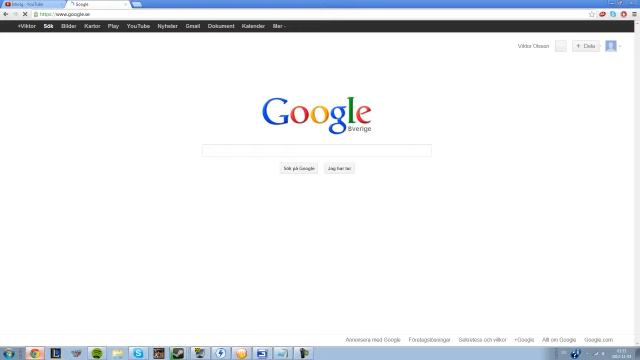 Google
https://www.google.se
+Viktor Sök Bilder Kartor Play YouTube Nyheter Gmail Dokument Kalender Mer
Viktor Olsson + Dela
Google
Sverige
Sök på Google Jag har tur
Annonsera med Google Företagslösningar Sekretess och villkor +Google Allt om Google Google.com